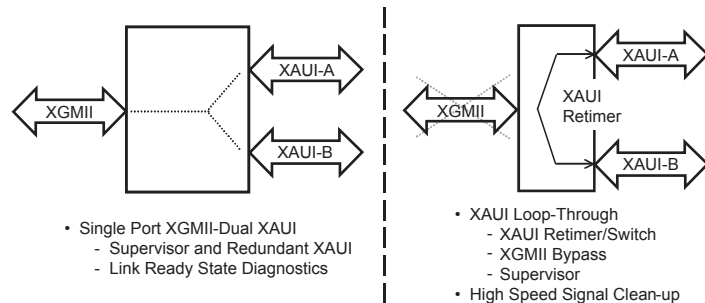 XAUI-A
XGMII
XAUI-B
• Single Port XGMII-Dual XAUI
- Supervisor and Redundant XAUI
- Link Ready State Diagnostics
XAUI-A
XGMII
XAUI
Retimer
XAUI-B
• XAUI Loop-Through
- XAUI Retimer/Switch
- XGMII Bypass
- Supervisor
• High Speed Signal Clean-up